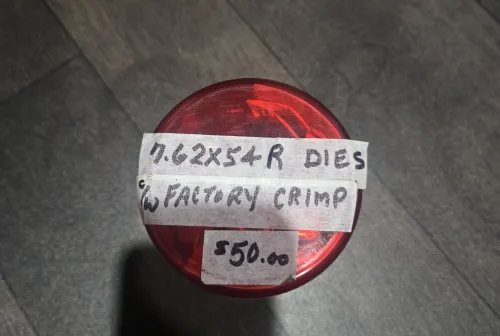 7.62X54R DIES
c/w FACTORY CRIMP
$50.00